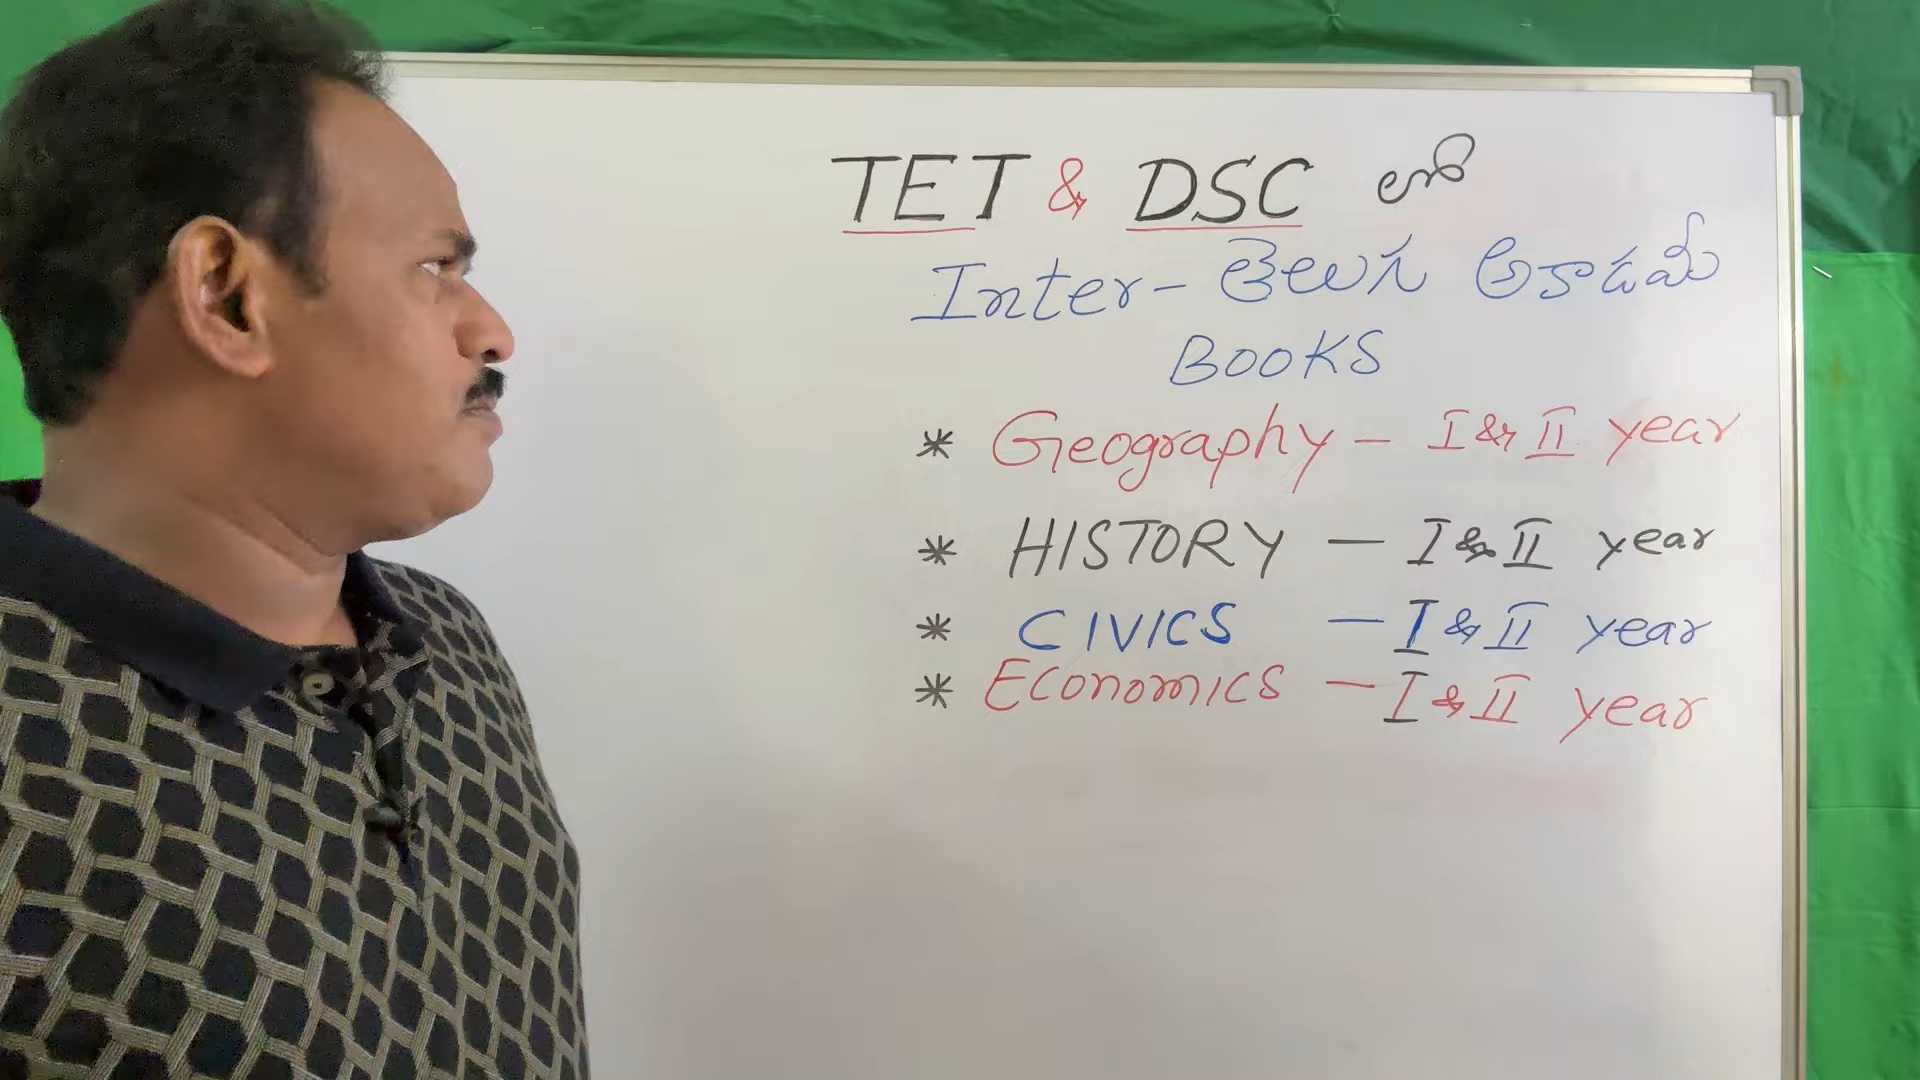 TET & DSC లో
Inter- తెలుగు అకాడమీ
BOOKS
* Geography - I & II year
* HISTORY - I & II year
* CIVICS - I & II year
* ECONOMICS - I & II year